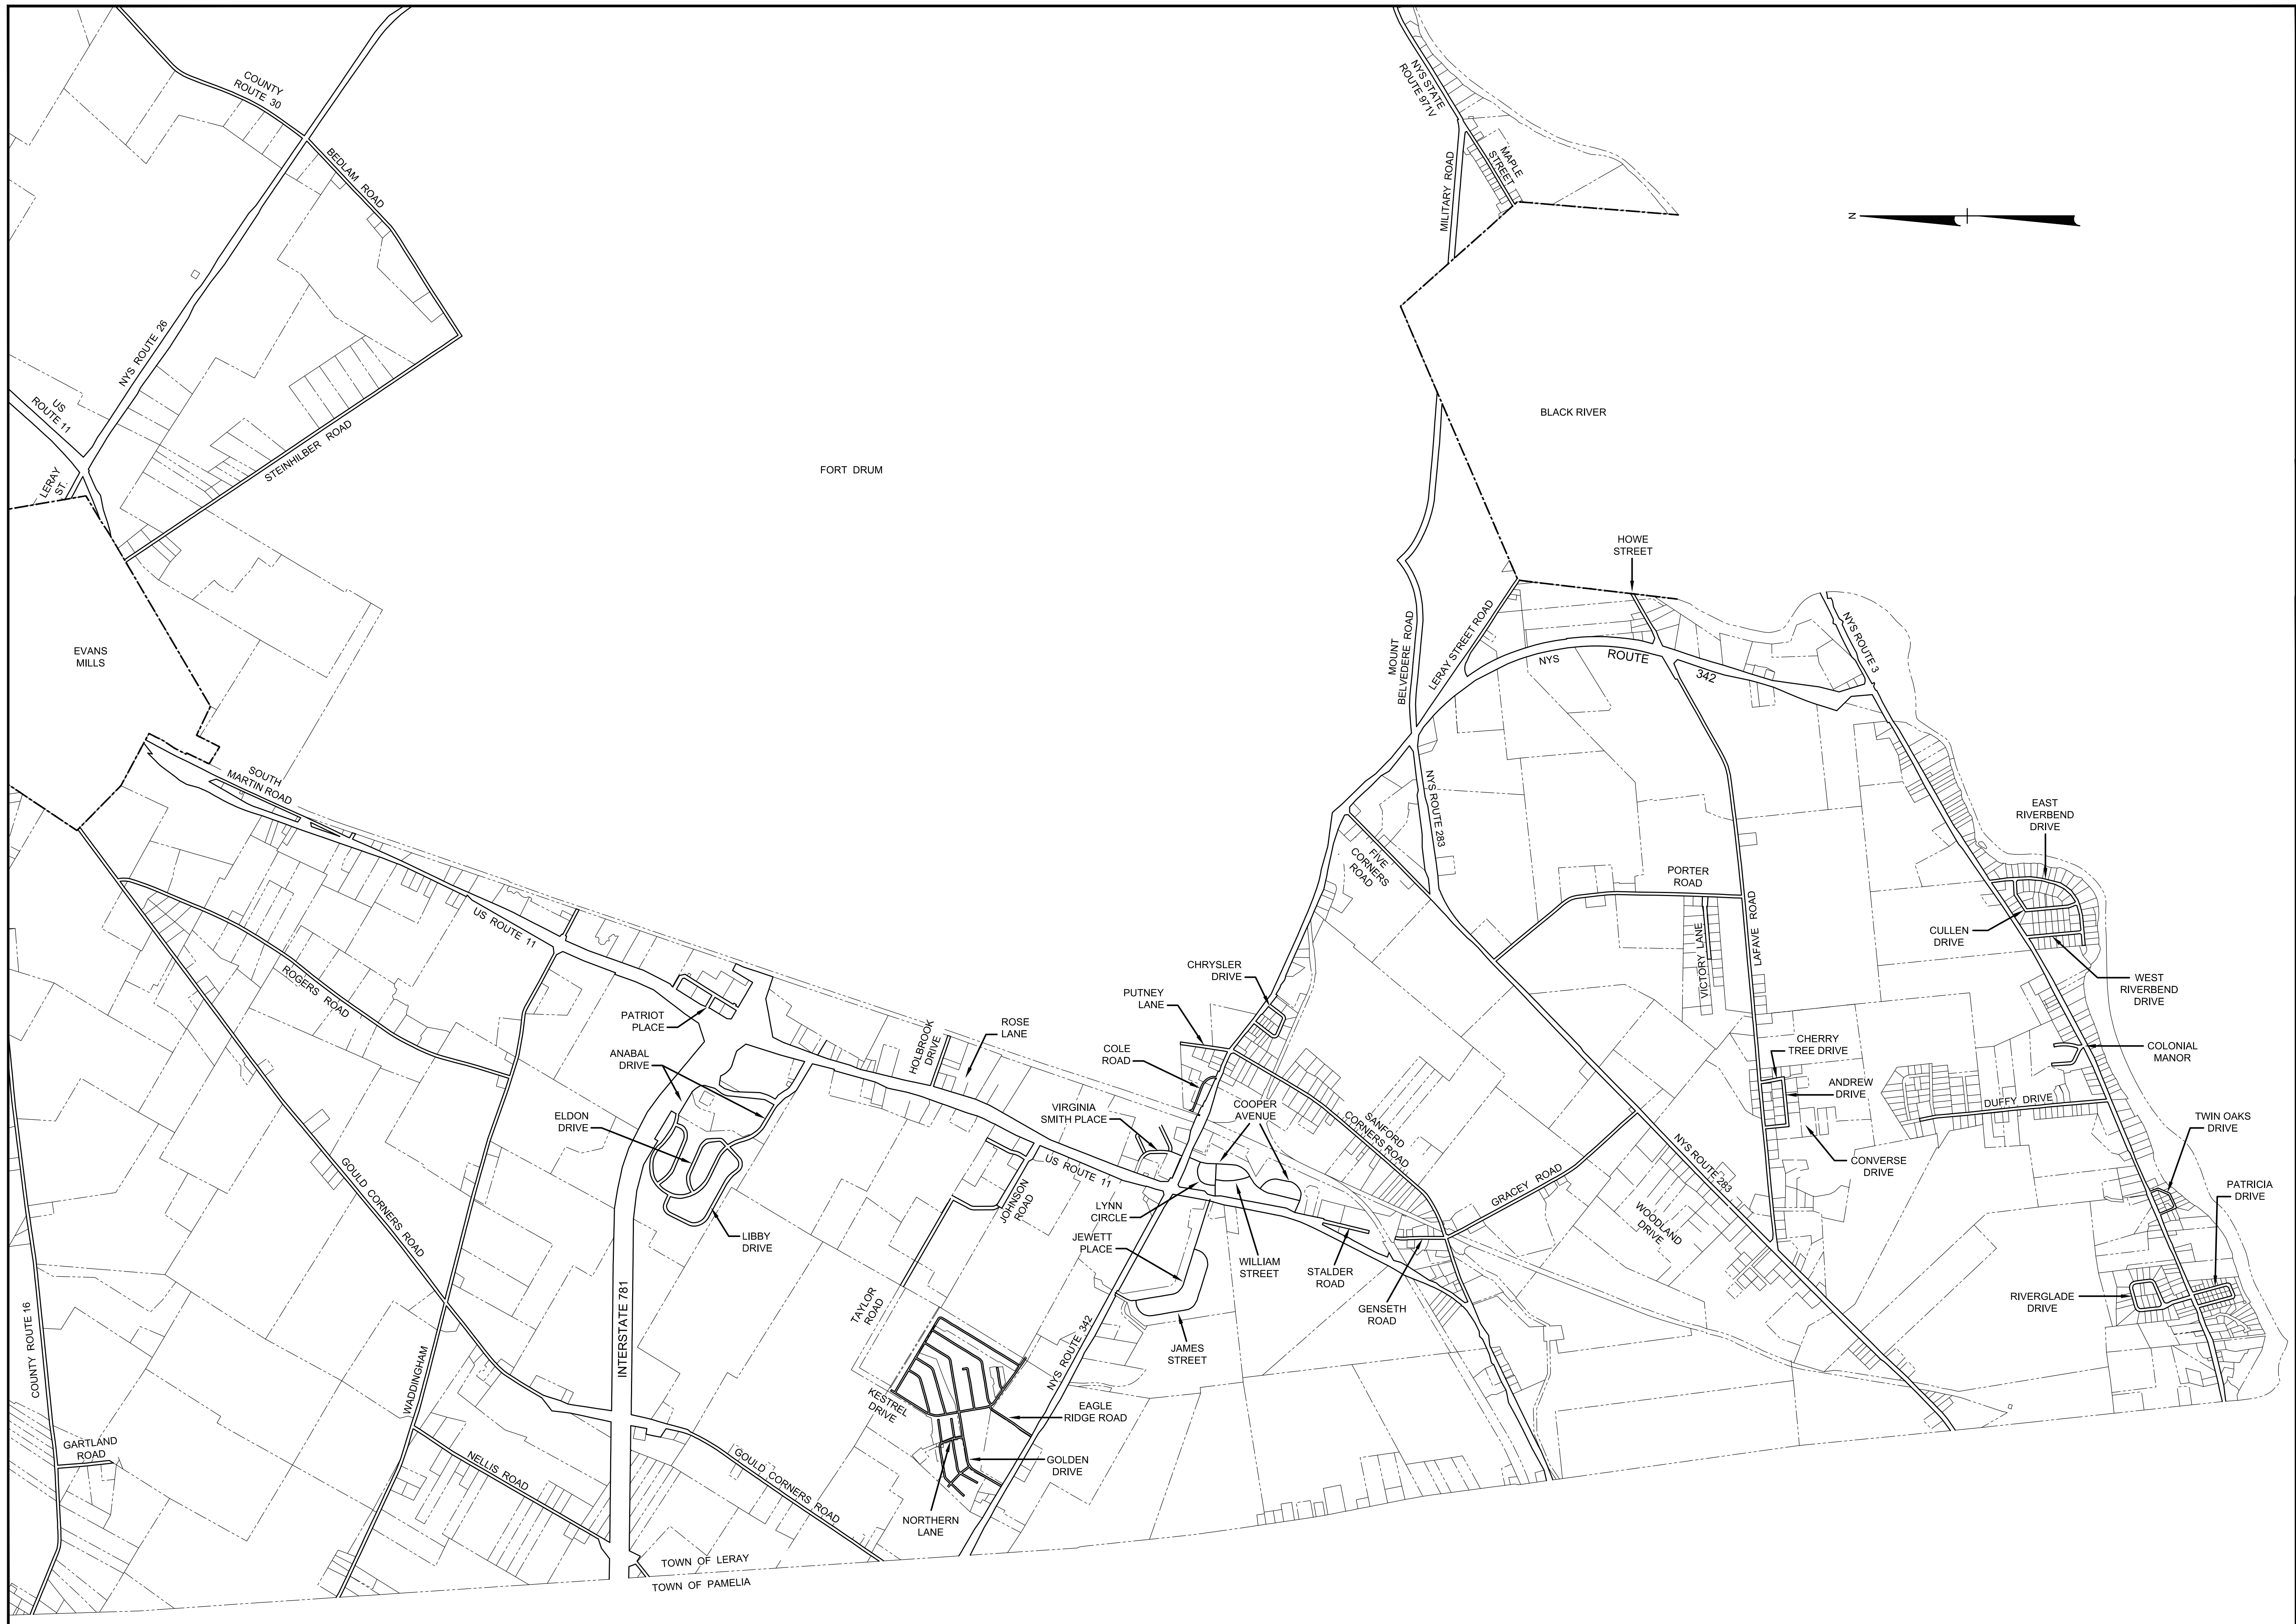 COUNTY
ROUTE 30
BEDLAM ROAD
NYS STATE
ROUTE 971V
MAPLE
STREET
MILITARY ROAD
N
NYS ROUTE 26
US
ROUTE 11
LERAY
ST.
STEINHILBER ROAD
FORT DRUM
BLACK RIVER
HOWE
STREET
EVANS
MILLS
MOUNT
BELVEDERE ROAD
LERAY STREET ROAD
NYS
ROUTE
342
NYS ROUTE 3
SOUTH
MARTIN ROAD
NYS ROUTE 283
FIVE
CORNERS
ROAD
EAST
RIVERBEND
DRIVE
PORTER
ROAD
LAFAVE ROAD
VICTORY LANE
CULLEN
DRIVE
WEST
RIVERBEND
DRIVE
US ROUTE 11
ROGERS ROAD
CHRYSLER
DRIVE
PUTNEY
LANE
PATRIOT
PLACE
HOLBROOK
DRIVE
ROSE
LANE
COLE
ROAD
ANABAL
DRIVE
CHERRY
TREE DRIVE
COLONIAL
MANOR
ANDREW
DRIVE
ELDON
DRIVE
VIRGINIA
SMITH PLACE
COOPER
AVENUE
SANFORD
CORNERS ROAD
DUFFY DRIVE
TWIN OAKS
DRIVE
GOULD CORNERS ROAD
US ROUTE 11
CONVERSE
DRIVE
NYS ROUTE 283
GRACEY ROAD
PATRICIA
DRIVE
JOHNSON
ROAD
LYNN
CIRCLE
WOODLAND
DRIVE
LIBBY
DRIVE
JEWETT
PLACE
WILLIAM
STREET
STALDER
ROAD
GENSETH
ROAD
RIVERGLADE
DRIVE
COUNTY ROUTE 16
INTERSTATE 781
TAYLOR
ROAD
WADDINGHAM
NYS ROUTE 342
JAMES
STREET
KESTREL
DRIVE
EAGLE
RIDGE ROAD
GARTLAND
ROAD
NELLIS ROAD
GOULD CORNERS ROAD
GOLDEN
DRIVE
NORTHERN
LANE
TOWN OF LERAY
TOWN OF PAMELIA